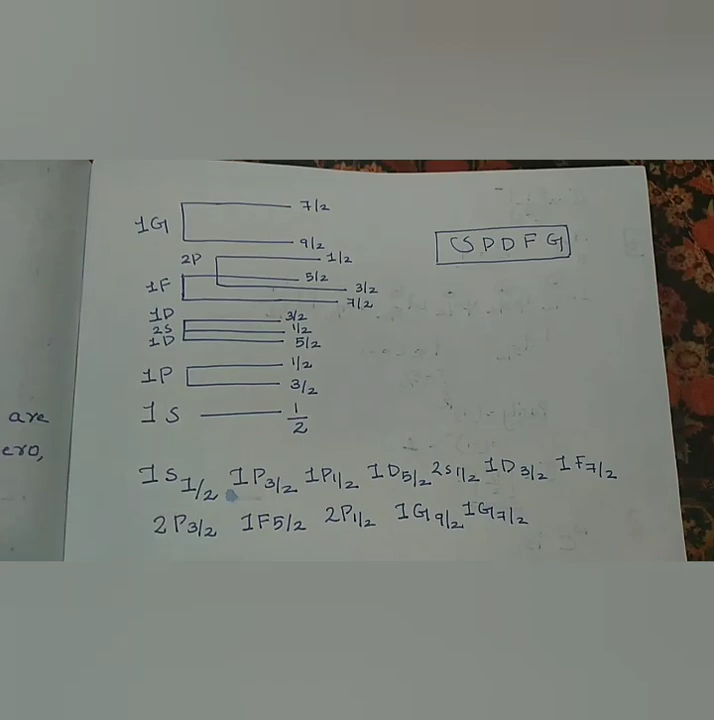 1G 7/2
9/2
2P 1/2
5/2
1F 3/2
7/2
1D 3/2
2S 1/2
1D 5/2
1P 1/2
3/2
1S 1/2
SPDFG
are
ero,
1S1/2 1P3/2 1P1/2 1D5/2 2S1/2 1D3/2 1F7/2
2P3/2 1F5/2 2P1/2 1G9/2 1G7/2